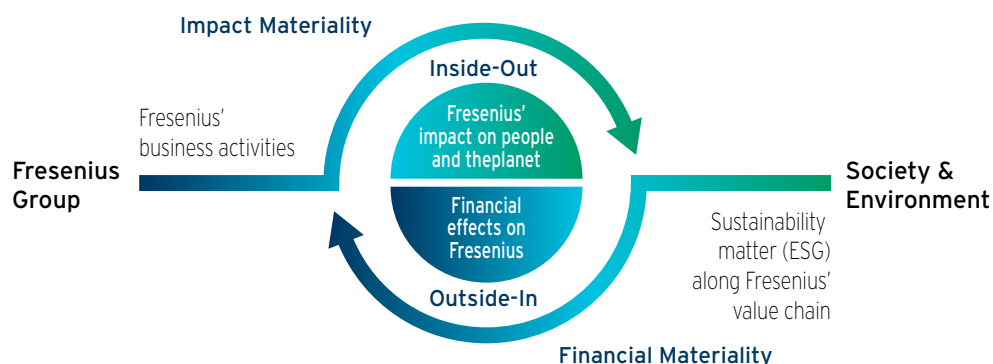 Impact Materiality
Inside-Out
Fresenius'
business activities
Fresenius'
impact on people
and theplanet
Fresenius
Group
Society &
Environment
Financial
effects on
Fresenius
Sustainability
matter (ESG)
along Fresenius'
value chain
Outside-In
Financial Materiality